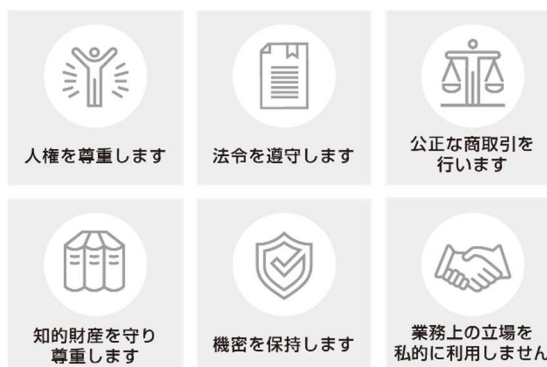 人権を尊重します
法令を遵守します
公正な商取引を
行います
知的財産を守り
尊重します
機密を保持します
業務上の立場を
私的に利用しません